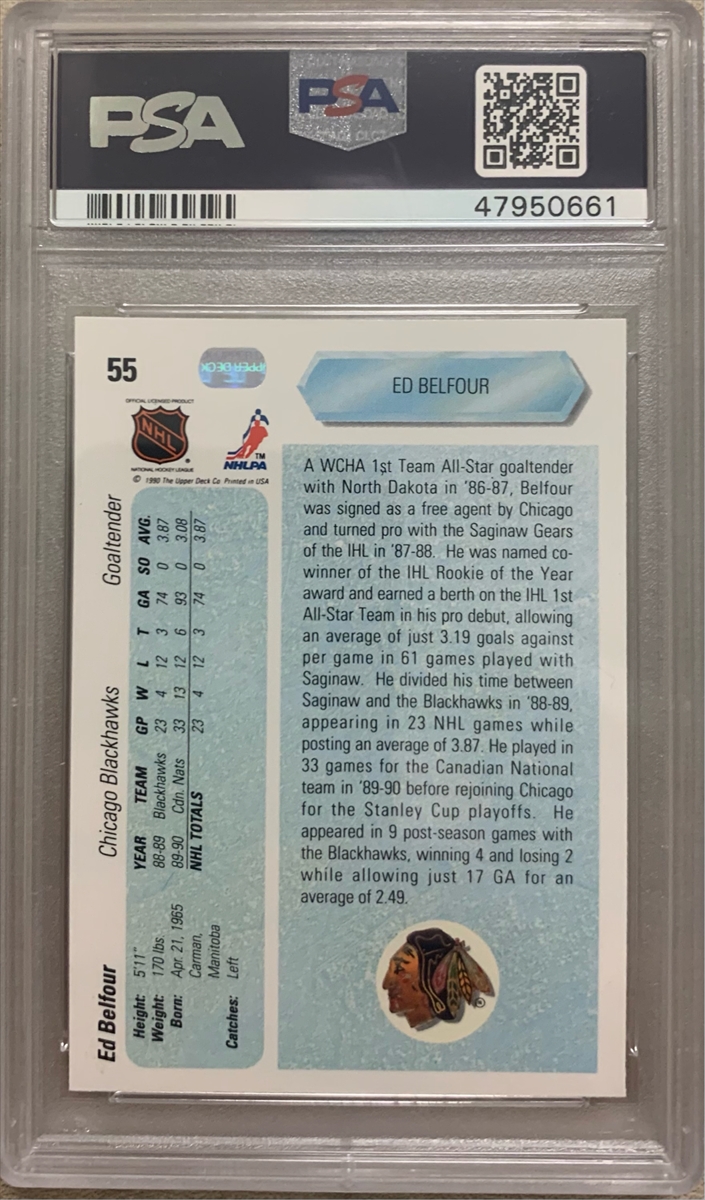 PSA
PSA
47950661
55
UPPER DECK
ED BELFOUR
OFFICIAL LICENSED PRODUCT
NHL
NATIONAL HOCKEY LEAGUE
TM
NHLPA
© 1990 The Upper Deck Co. Printed in USA
A WCHA 1st Team All-Star goaltender
with North Dakota in '86-87, Belfour
was signed as a free agent by Chicago
and turned pro with the Saginaw Gears
of the IHL in '87-88. He was named co-
winner of the IHL Rookie of the Year
award and earned a berth on the IHL 1st
All-Star Team in his pro debut, allowing
an average of just 3.19 goals against
per game in 61 games played with
Saginaw. He divided his time between
Saginaw and the Blackhawks in '88-89,
appearing in 23 NHL games while
posting an average of 3.87. He played in
33 games for the Canadian National
team in '89-90 before rejoining Chicago
for the Stanley Cup playoffs. He
appeared in 9 post-season games with
the Blackhawks, winning 4 and losing 2
while allowing just 17 GA for an
average of 2.49.
®
Ed Belfour Chicago Blackhawks Goaltender
Height: 5'11"
Weight: 170 lbs.
Born: Apr. 21, 1965
Carman,
Manitoba
Catches: Left
YEAR TEAM GP W L T GA SO AVG.
88-89 Blackhawks 23 4 12 3 74 0 3.87
89-90 Cdn. Nats 33 13 12 6 93 0 3.08
NHL TOTALS 23 4 12 3 74 0 3.87